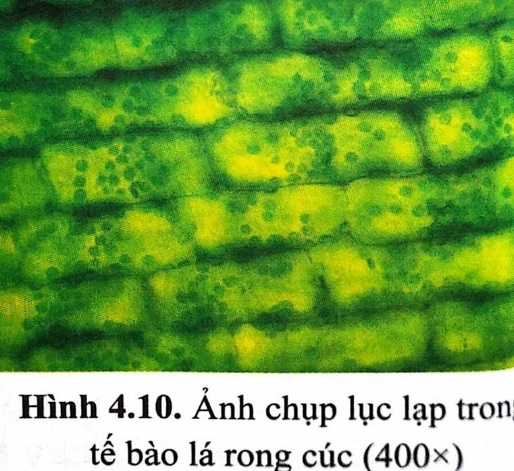 Hình 4.10. Ảnh chụp lục lạp tron
tế bào lá rong cúc (400×)